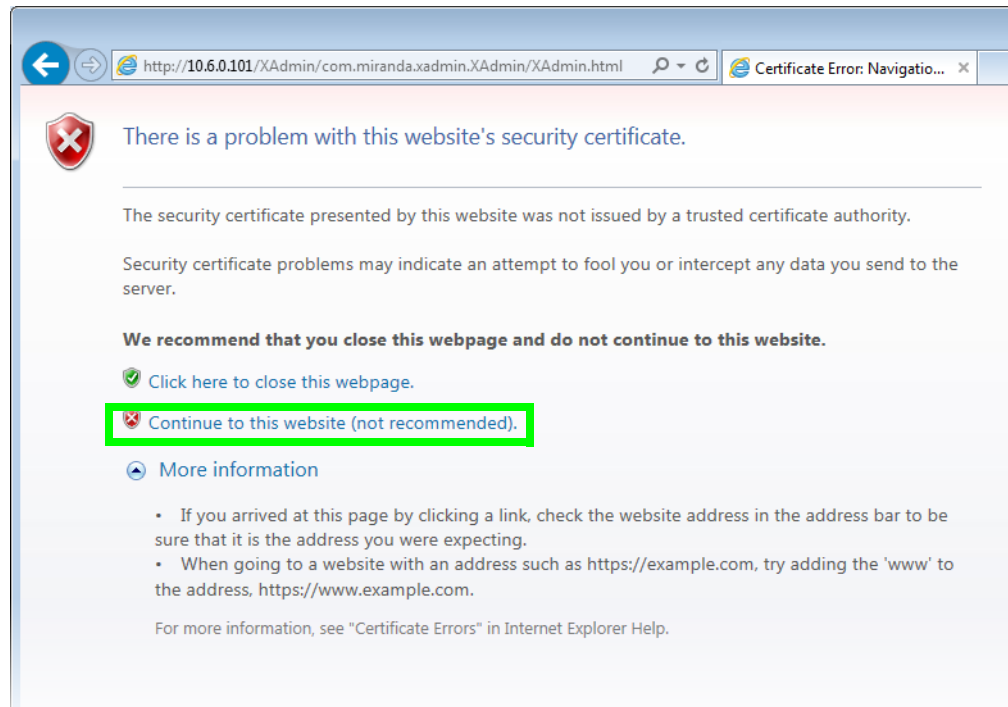 http://10.6.0.101/XAdmin/com.miranda.xadmin.XAdmin/XAdmin.html
Certificate Error: Navigatio...
There is a problem with this website's security certificate.
The security certificate presented by this website was not issued by a trusted certificate authority.
Security certificate problems may indicate an attempt to fool you or intercept any data you send to the
server.
We recommend that you close this webpage and do not continue to this website.
Click here to close this webpage.
Continue to this website (not recommended).
More information
• If you arrived at this page by clicking a link, check the website address in the address bar to be
sure that it is the address you were expecting.
• When going to a website with an address such as https://example.com, try adding the 'www' to
the address, https://www.example.com.
For more information, see "Certificate Errors" in Internet Explorer Help.